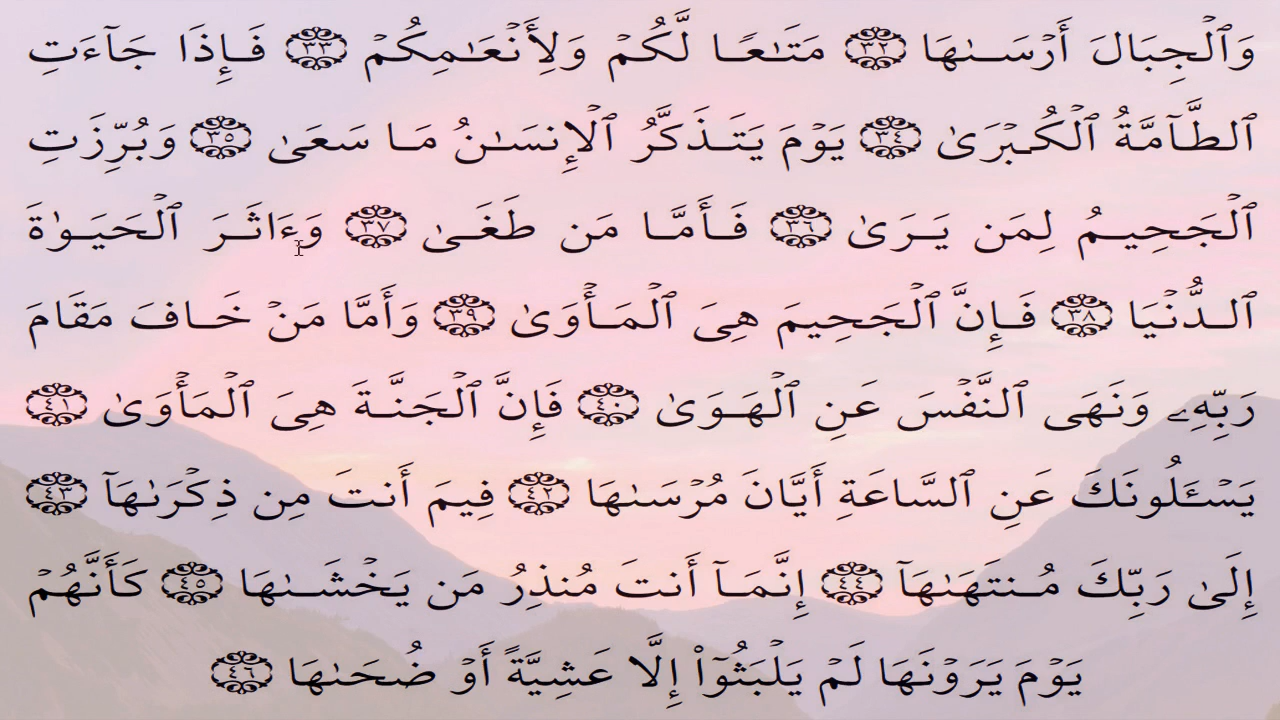 وَٱلْجِبَالَ أَرْسَىٰهَا ٣٢ مَتَـٰعًا لَّكُمْ وَلِأَنْعَـٰمِكُمْ ٣٣ فَإِذَا جَآءَتِ
ٱلطَّآمَّةُ ٱلْكُبْرَىٰ ٣٤ يَوْمَ يَتَذَكَّرُ ٱلْإِنسَـٰنُ مَا سَعَىٰ ٣٥ وَبُرِّزَتِ
ٱلْجَحِيمُ لِمَن يَرَىٰ ٣٦ فَأَمَّا مَن طَغَىٰ ٣٧ وَءَاثَرَ ٱلْحَيَوٰةَ
ٱلدُّنْيَا ٣٨ فَإِنَّ ٱلْجَحِيمَ هِىَ ٱلْمَأْوَىٰ ٣٩ وَأَمَّا مَنْ خَافَ مَقَامَ
رَبِّهِۦ وَنَهَى ٱلنَّفْسَ عَنِ ٱلْهَوَىٰ ٤٠ فَإِنَّ ٱلْجَنَّةَ هِىَ ٱلْمَأْوَىٰ ٤١
يَسْـَٔلُونَكَ عَنِ ٱلسَّاعَةِ أَيَّانَ مُرْسَىٰهَا ٤٢ فِيمَ أَنتَ مِن ذِكْرَىٰهَآ ٤٣
إِلَىٰ رَبِّكَ مُنتَهَىٰهَآ ٤٤ إِنَّمَآ أَنتَ مُنذِرُ مَن يَخْشَىٰهَا ٤٥ كَأَنَّهُمْ
يَوْمَ يَرَوْنَهَا لَمْ يَلْبَثُوٓا۟ إِلَّا عَشِيَّةً أَوْ ضُحَىٰهَا ٤٦